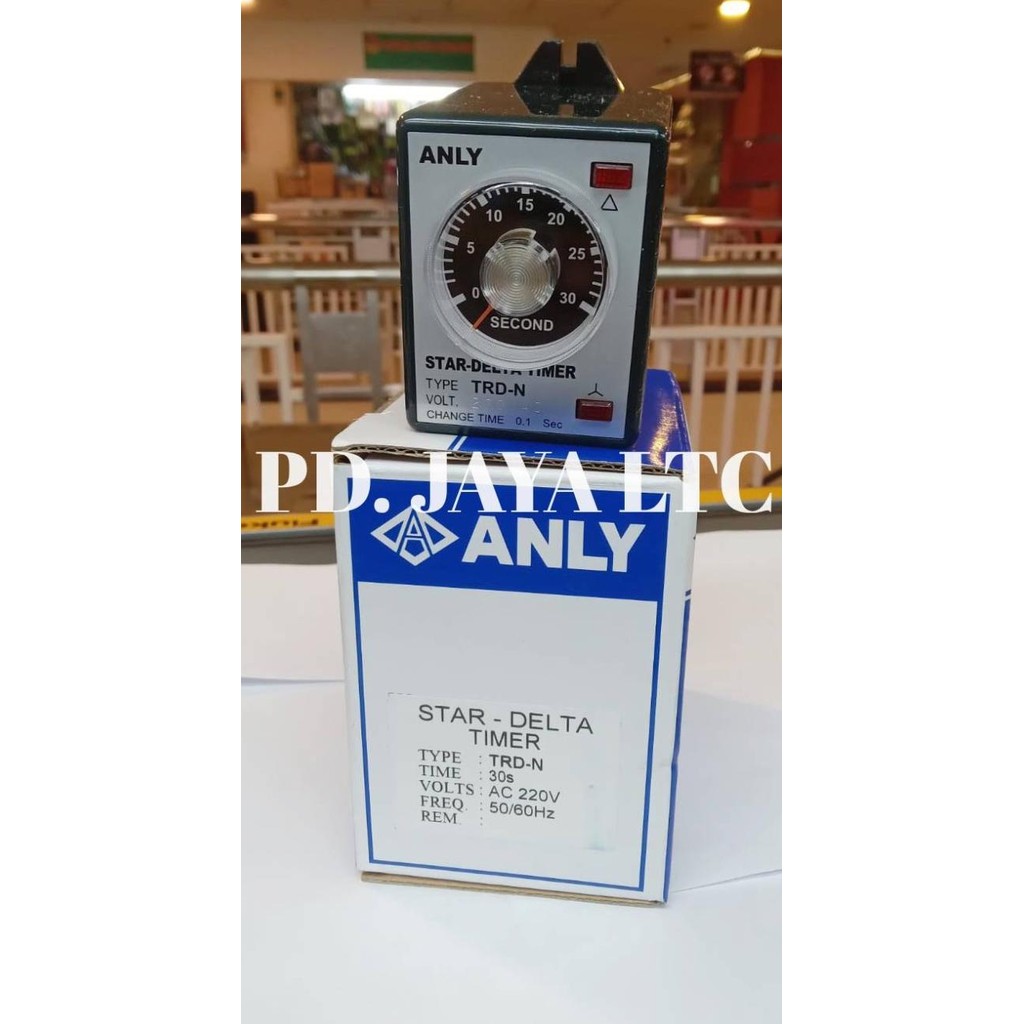 ANLY
0 5 10 15 20 25 30
SECOND
STAR-DELTA TIMER
TYPE TRD-N
VOLT.
CHANGE TIME 0.1 Sec
PD. JAYA LTC
ANLY
STAR - DELTA
TIMER
TYPE : TRD-N
TIME : 30s
VOLTS : AC 220V
FREQ. : 50/60Hz
REM. :